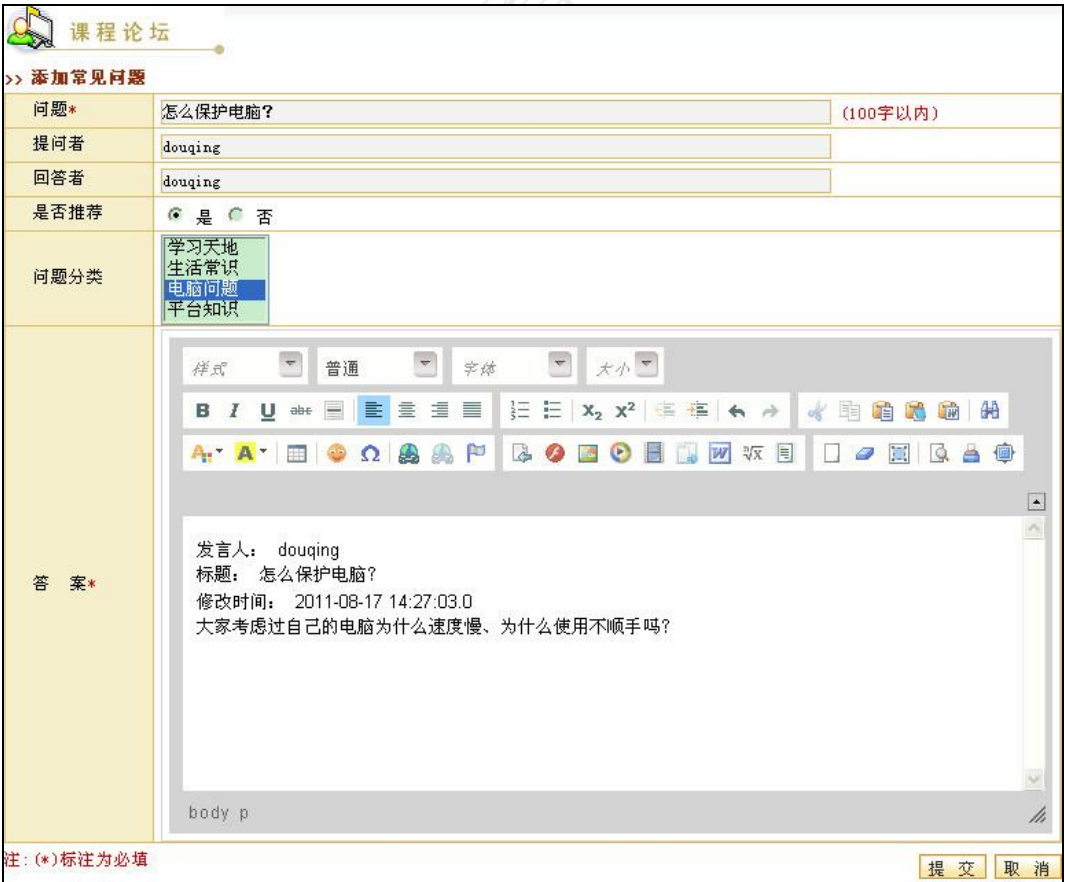 课程论坛
>> 添加常见问题
问题*
怎么保护电脑？
(100字以内)
提问者
douqing
回答者
douqing
是否推荐
是 否
问题分类
学习天地
生活常识
电脑问题
平台知识
样式 普通 字体 大小
B I U abc X₂ X²
A A Ω W √x
答 案*
发言人： douqing
标题： 怎么保护电脑？
修改时间： 2011-08-17 14:27:03.0
大家考虑过自己的电脑为什么速度慢、为什么使用不顺手吗？
body p
注:(*)标注为必填
提 交 取 消